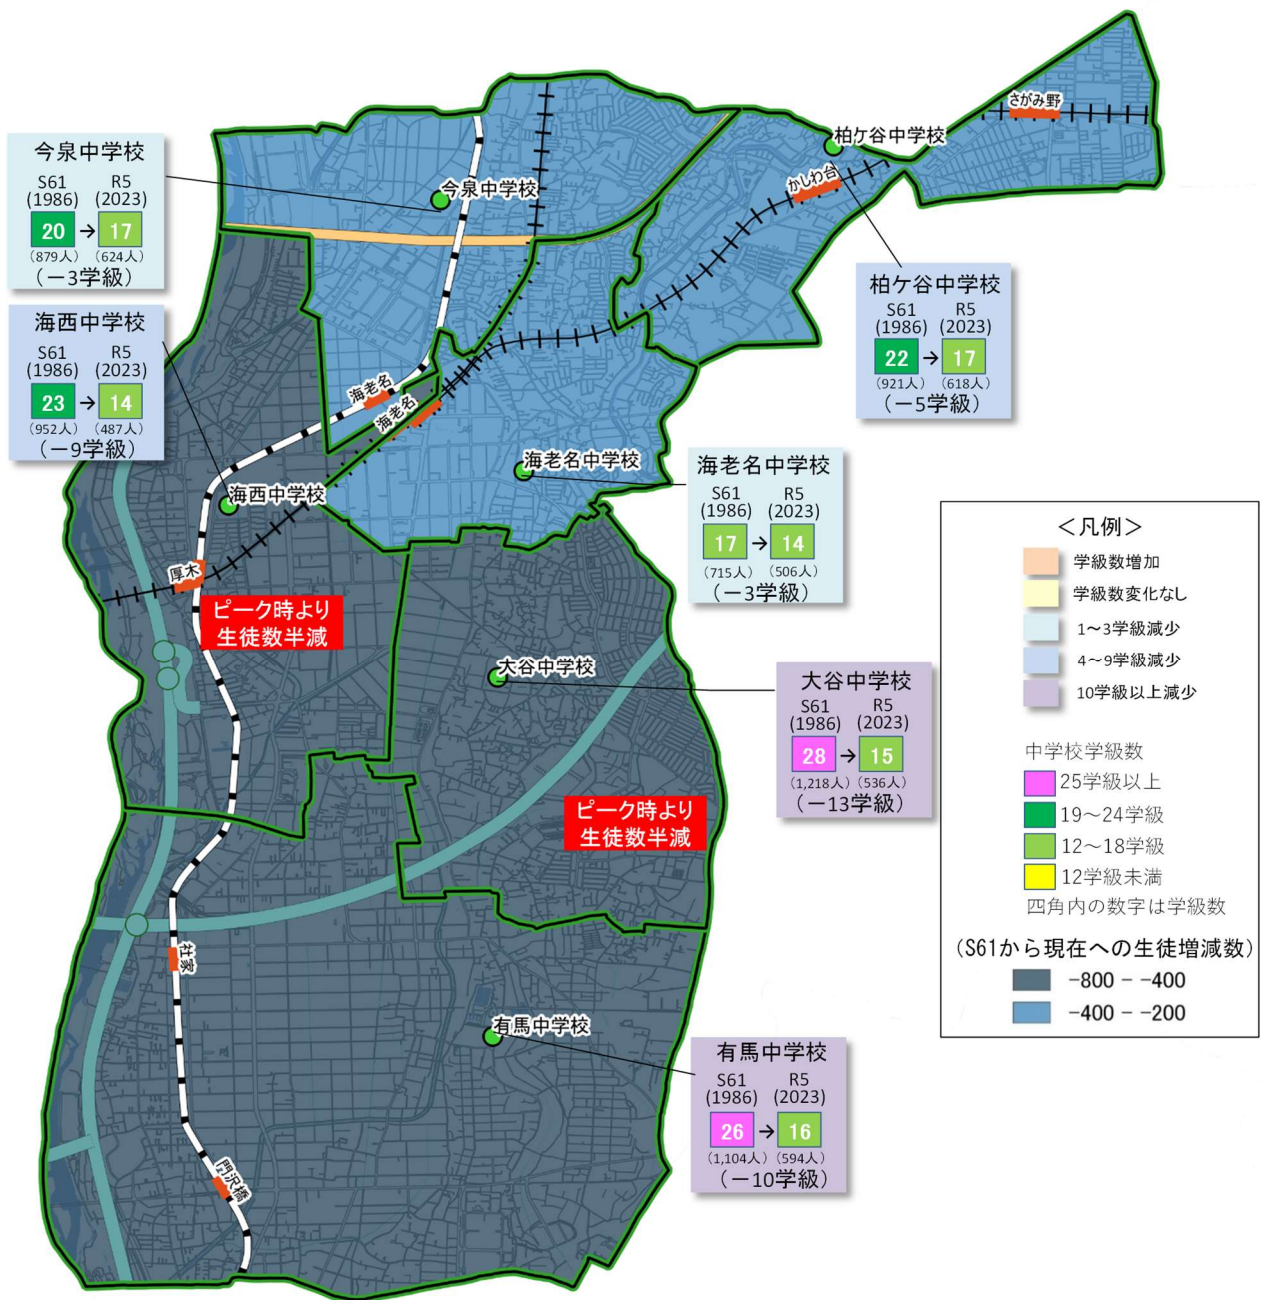 さがみ野
柏ケ谷中学校
かしわ台
今泉中学校
今泉中学校
S61 R5
(1986) (2023)
20→17
(879人) (624人)
(－3学級)
海西中学校
S61 R5
(1986) (2023)
23→14
(952人) (487人)
(－9学級)
柏ケ谷中学校
S61 R5
(1986) (2023)
22→17
(921人) (618人)
(－5学級)
海老名
海老名
海老名中学校
海西中学校
海老名中学校
S61 R5
(1986) (2023)
17→14
(715人) (506人)
(－3学級)
厚木
ピーク時より
生徒数半減
大谷中学校
大谷中学校
S61 R5
(1986) (2023)
28→15
(1,218人) (536人)
(－13学級)
ピーク時より
生徒数半減
社家
有馬中学校
有馬中学校
S61 R5
(1986) (2023)
26→16
(1,104人) (594人)
(－10学級)
門沢橋
＜凡例＞
学級数増加
学級数変化なし
1～3学級減少
4～9学級減少
10学級以上減少
中学校学級数
25学級以上
19～24学級
12～18学級
12学級未満
四角内の数字は学級数
(S61から現在への生徒増減数)
-800 - -400
-400 - -200